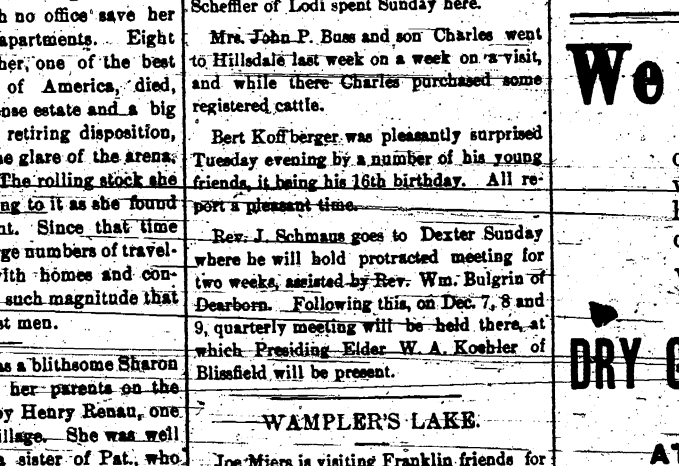 h no office save her
apartments. Eight
her, one of the best
of America, died,
nse estate and a big
retiring disposition,
e glare of the arena.
The rolling stock she
ng to it as she found
nt. Since that time
rge numbers of travel-
ith homes and con-
such magnitude that
st men.
as a blithsome Sharon
her parents on the
by Henry Renau, one
illage. She was well
a sister of Pat., who
Scheffler of Lodi spent Sunday here.
Mrs. John P. Buss and son Charles went
to Hillsdale last week on a week on a visit,
and while there Charles purchased some
registered cattle.
Bert Koffberger was pleasantly surprised
Tuesday evening by a number of his young
friends, it being his 16th birthday. All re-
port a pleasant time.
Rev. J. Schmaus goes to Dexter Sunday
where he will hold protracted meeting for
two weeks, assisted by Rev. Wm. Bulgrin of
Dearborn. Following this, on Dec. 7, 8 and
9, quarterly meeting will be held there, at
which Presiding Elder W. A. Koehler of
Blissfield will be present.
WAMPLER'S LAKE.
Joe Miers is visiting Franklin friends for
We
DRY
AT